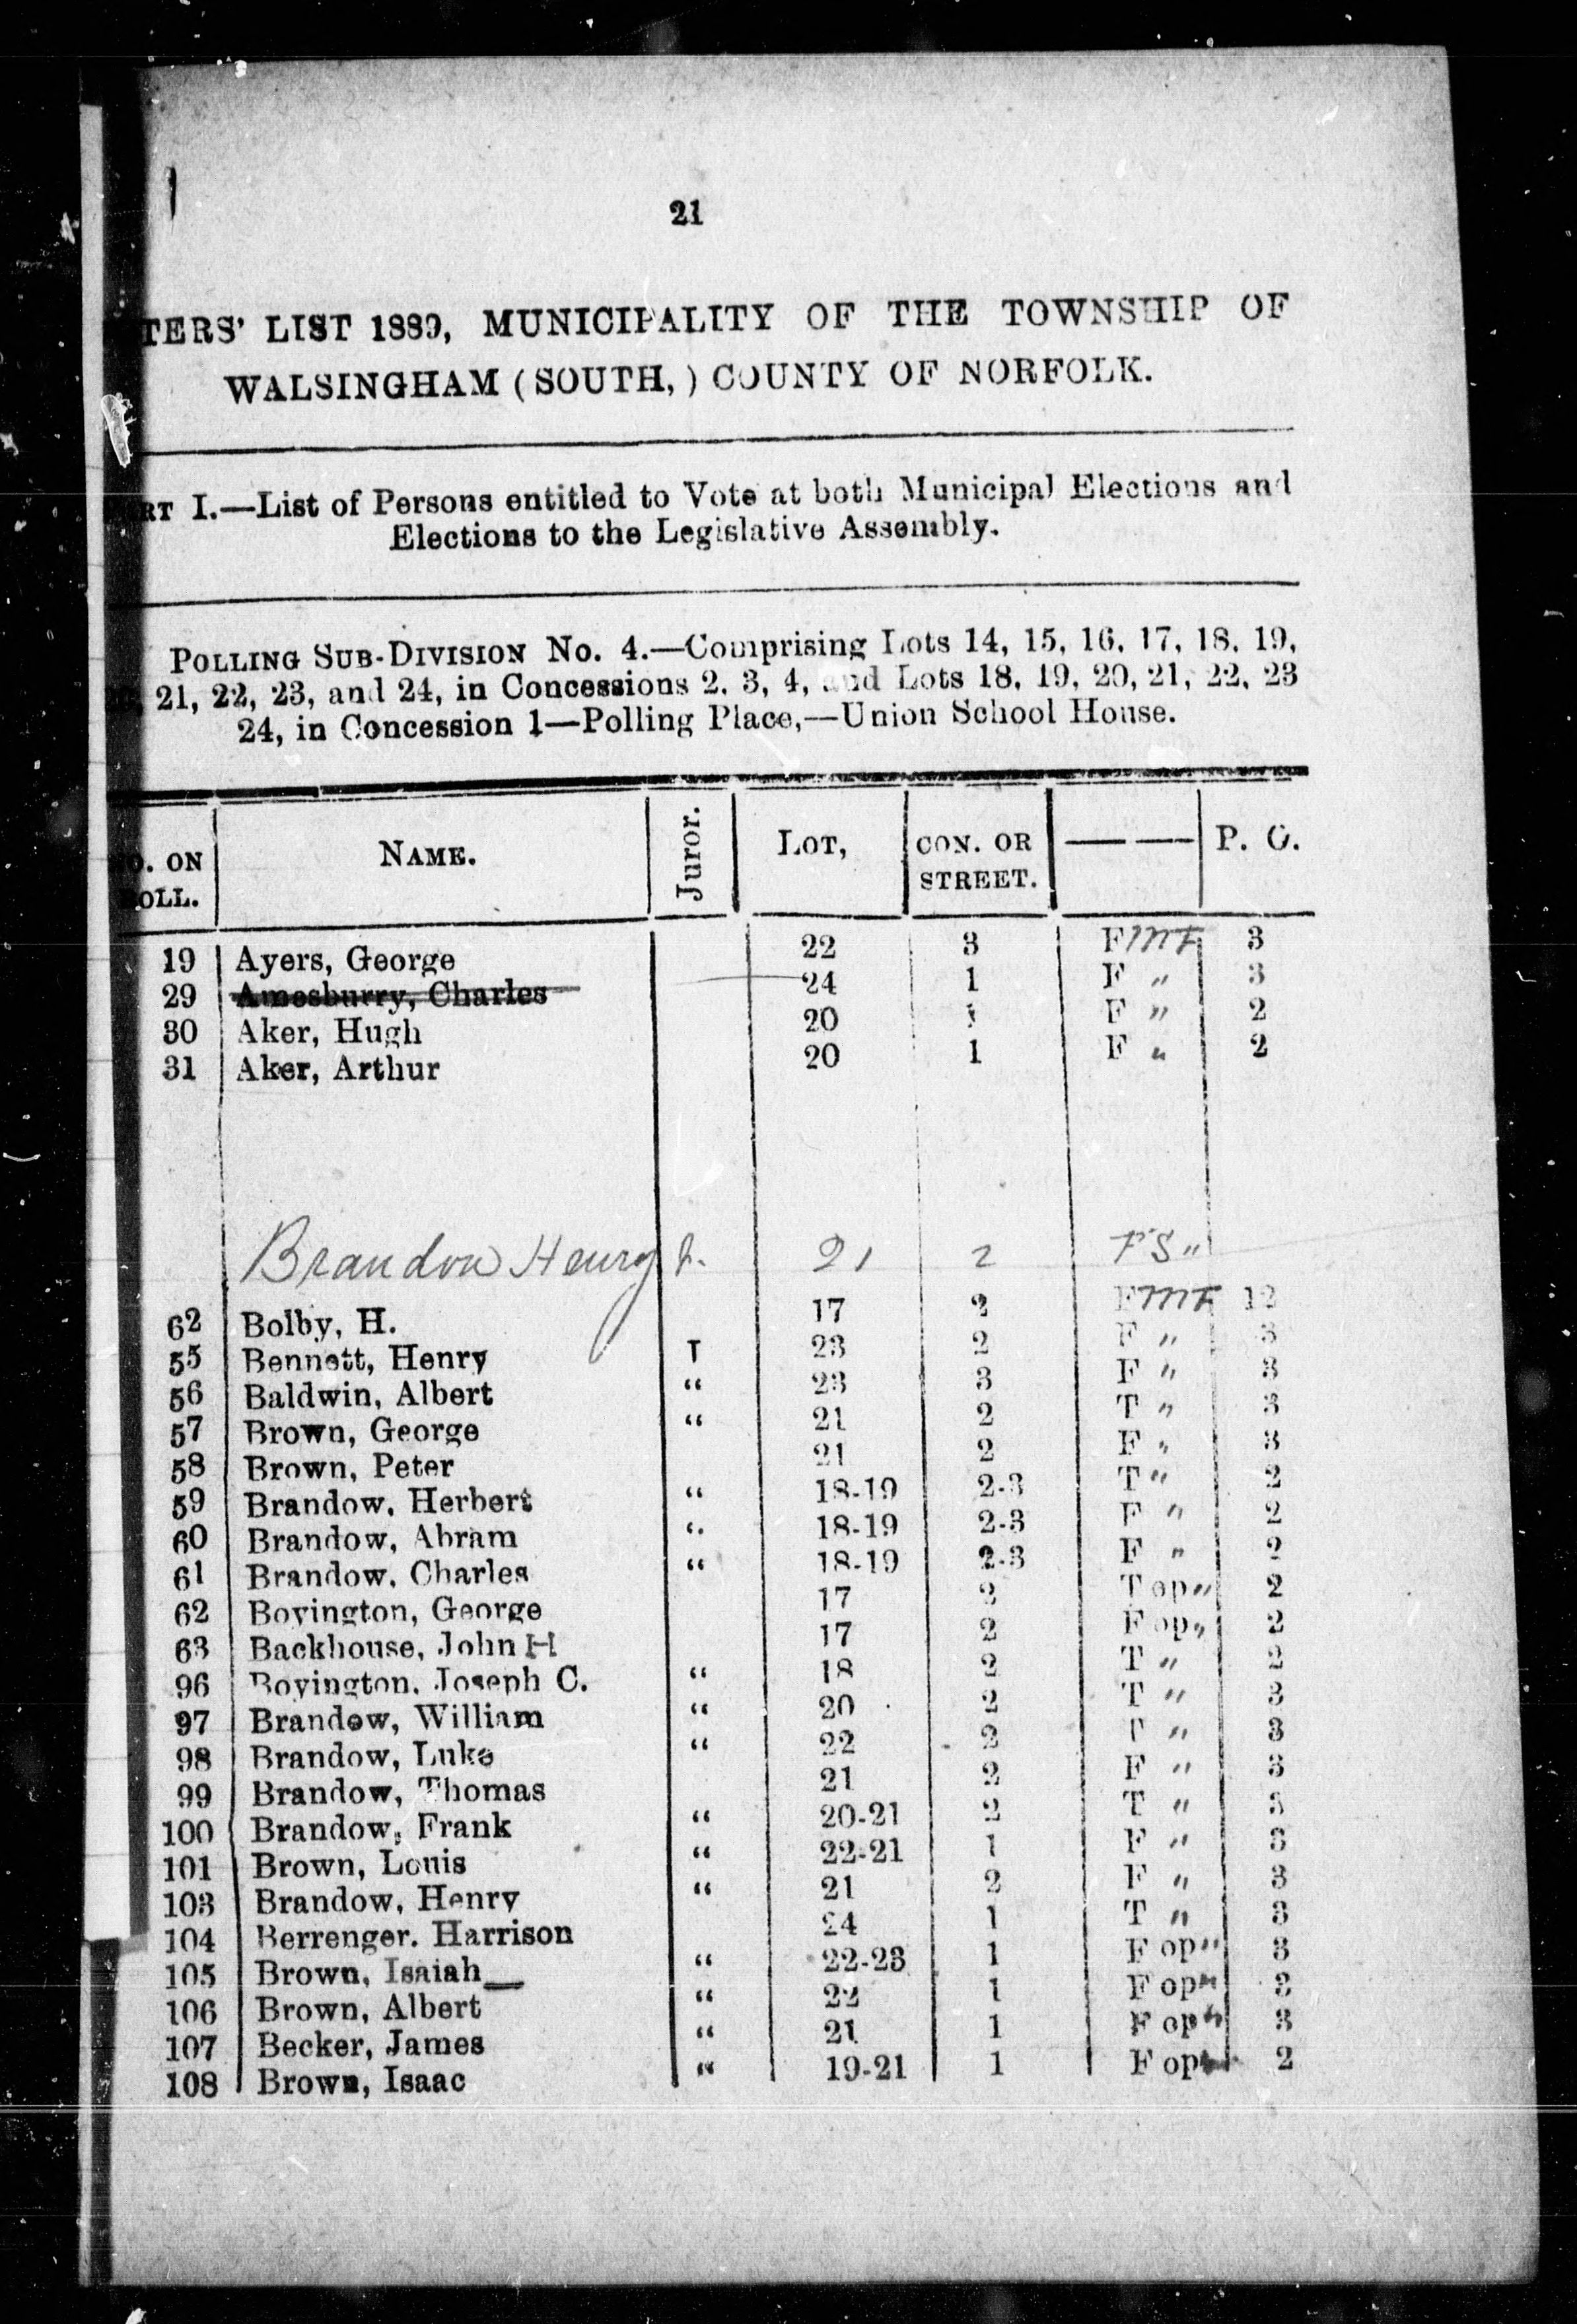 21
TERS' LIST 1889, MUNICIPALITY OF THE TOWNSHIP OF
WALSINGHAM (SOUTH,) COUNTY OF NORFOLK.
RT I.—List of Persons entitled to Vote at both Municipal Elections and
Elections to the Legislative Assembly.
POLLING SUB-DIVISION No. 4.—Comprising Lots 14, 15, 16, 17, 18, 19,
21, 22, 23, and 24, in Concessions 2, 3, 4, and Lots 18, 19, 20, 21, 22, 23
24, in Concession 1—Polling Place,—Union School House.
O. ON ROLL. NAME. Juror. LOT, CON. OR STREET. — — P. O.
19 Ayers, George 22 3 F MF 3
29 Amesburry, Charles 24 1 F " 3
30 Aker, Hugh 20 1 F " 2
31 Aker, Arthur 20 1 F " 2
Brandow Henry 21 2 FS "
62 Bolby, H. 17 2 F MF 12
55 Bennett, Henry T 23 2 F " 3
56 Baldwin, Albert “ 23 3 F " 3
57 Brown, George “ 21 2 T " 3
58 Brown, Peter 21 2 F " 3
59 Brandow, Herbert “ 18-19 2-3 T " 2
60 Brandow, Abram “ 18-19 2-3 F " 2
61 Brandow, Charles “ 18-19 2-3 F " 2
62 Boyington, George 17 2 T op " 2
63 Backhouse, John H 17 2 F op " 2
96 Boyington, Joseph C. “ 18 2 T " 2
97 Brandow, William “ 20 2 T " 3
98 Brandow, Luke “ 22 2 T " 3
99 Brandow, Thomas 21 2 F " 3
100 Brandow, Frank “ 20-21 2 T " 3
101 Brown, Louis “ 22-21 1 F " 3
103 Brandow, Henry “ 21 2 F " 3
104 Berrenger. Harrison 24 1 T " 3
105 Brown, Isaiah “ 22-23 1 F op " 3
106 Brown, Albert “ 22 1 F op " 3
107 Becker, James “ 21 1 F op " 3
108 Brown, Isaac “ 19-21 1 F op 2